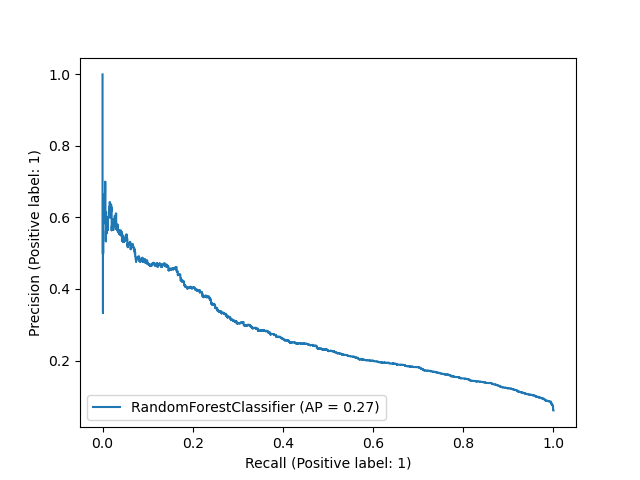 1.0
0.8
0.6
0.4
0.2
Precision (Positive label: 1)
RandomForestClassifier (AP = 0.27)
0.0 0.2 0.4 0.6 0.8 1.0
Recall (Positive label: 1)